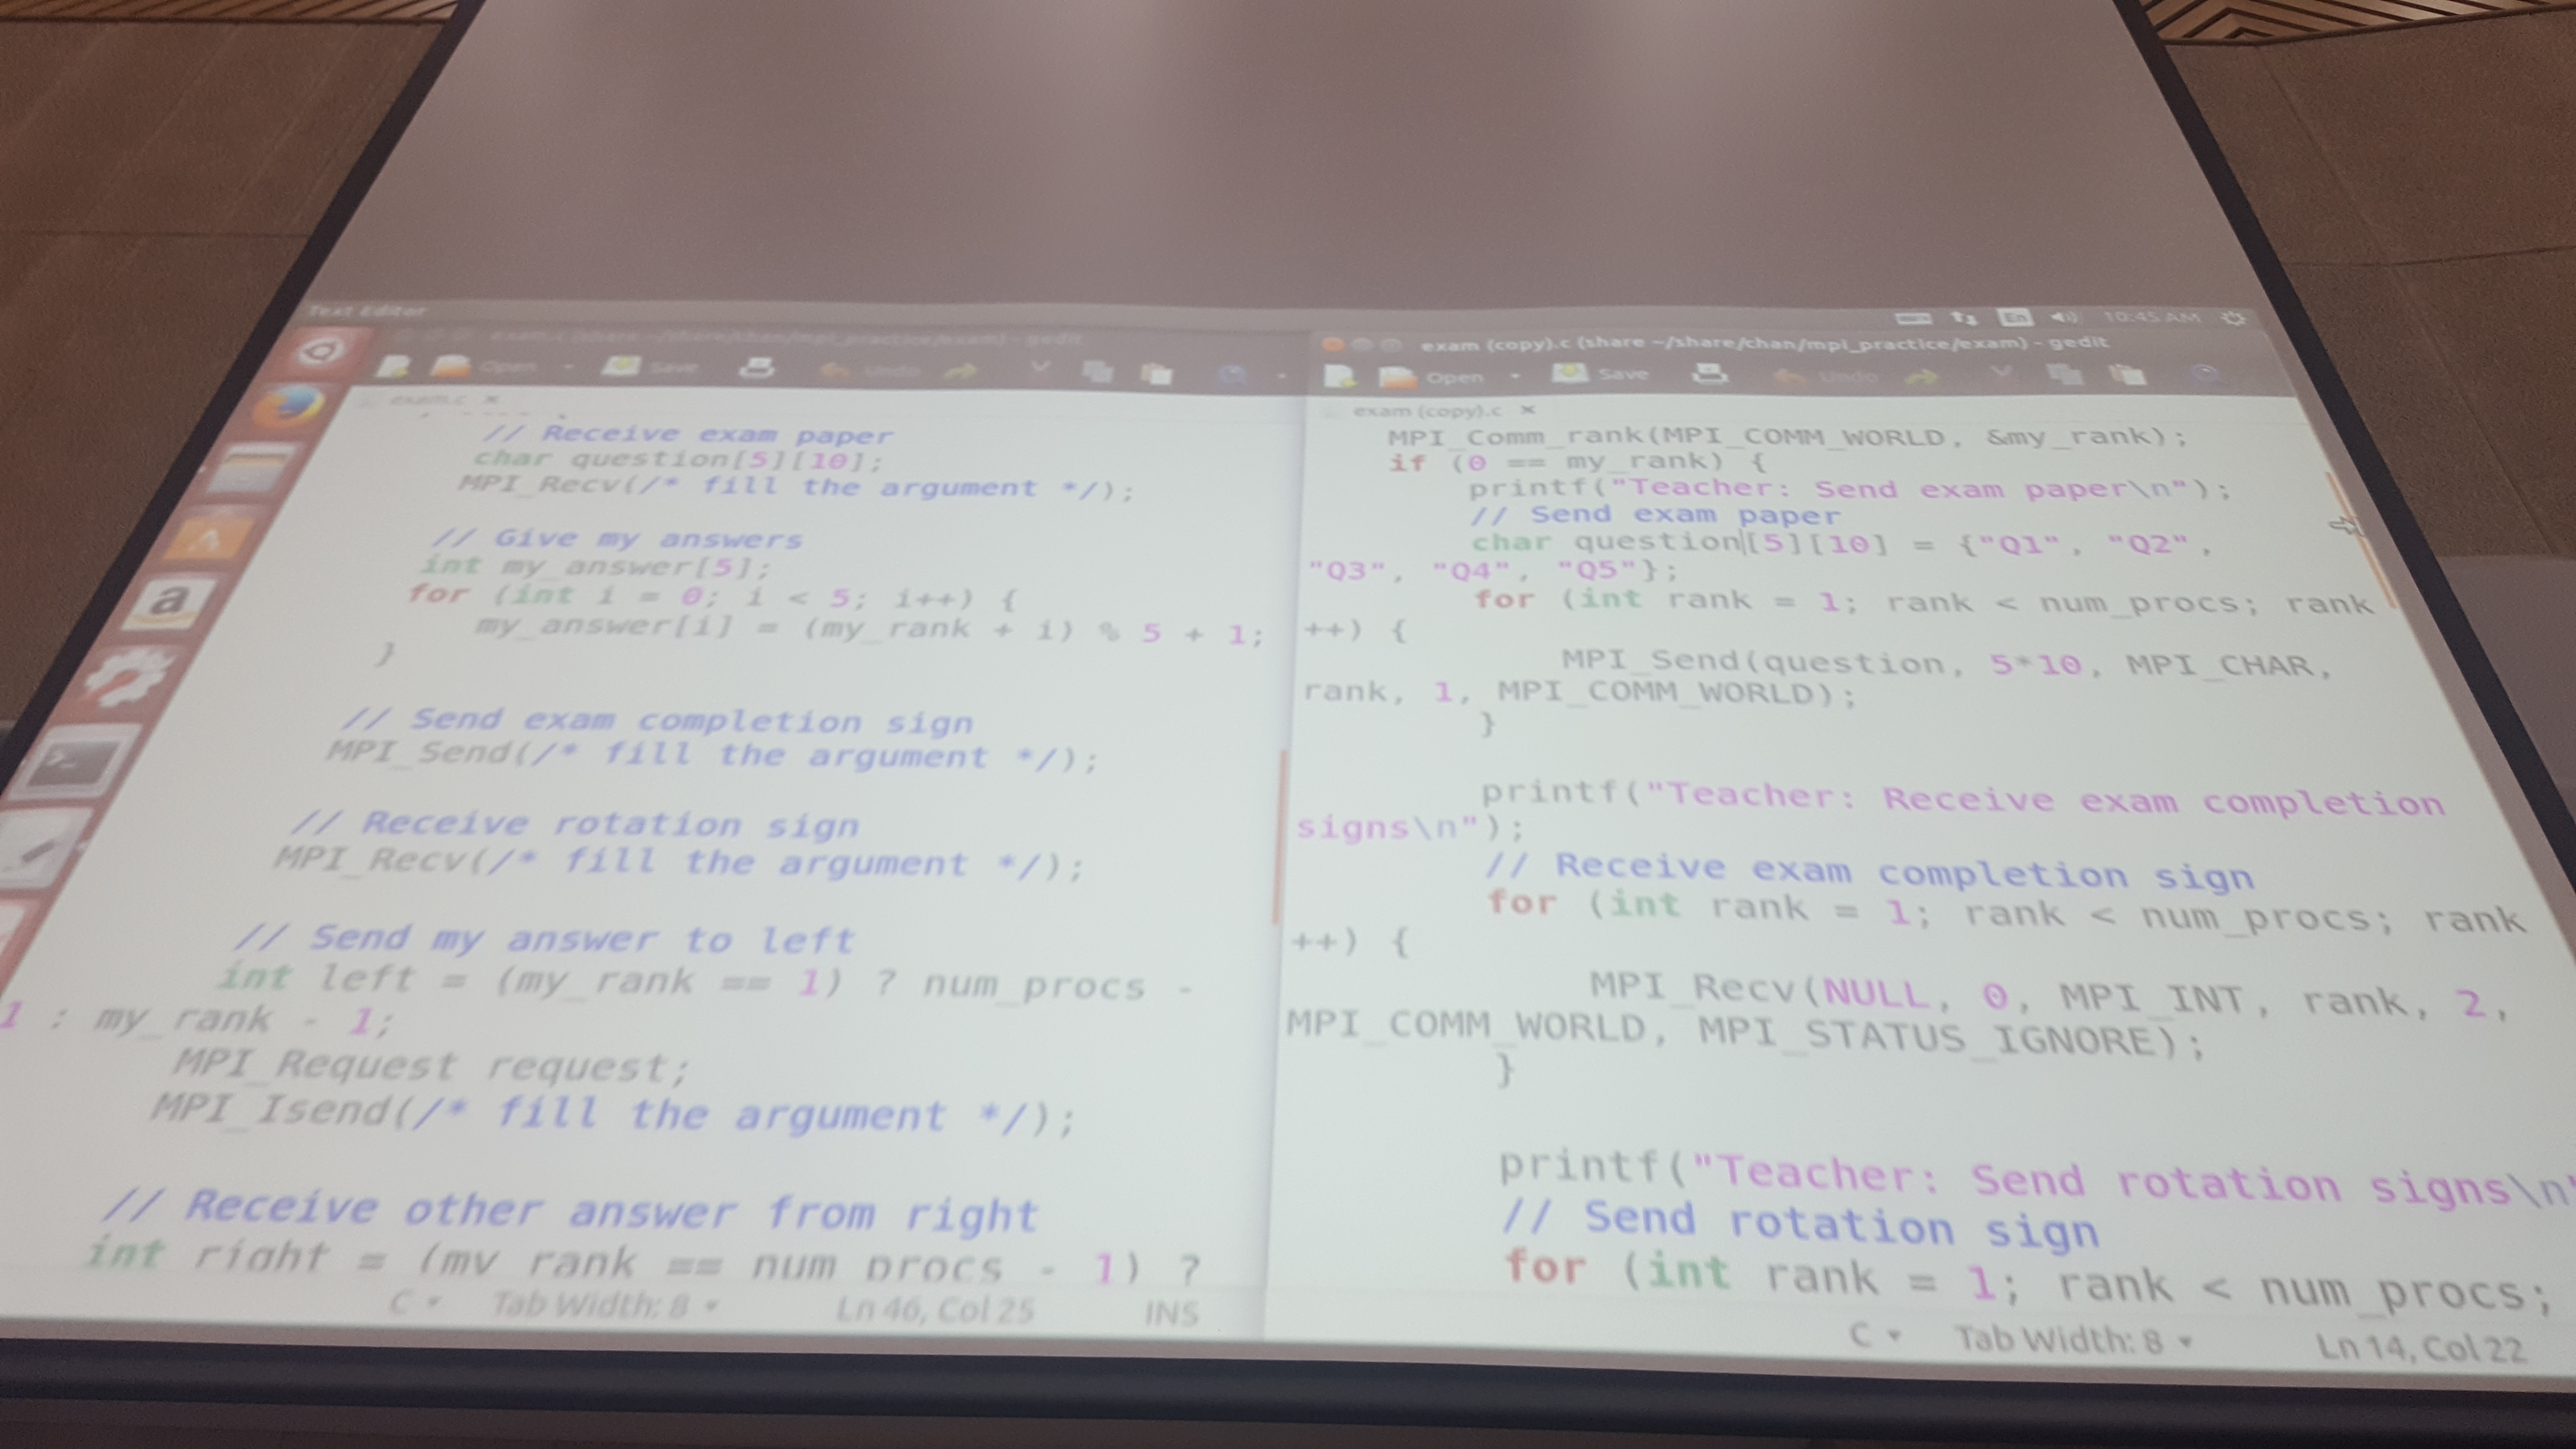 Text Editor
10:45 AM
En
exam.c (share ~/share/chan/mpi_practice/exam) - gedit
Open
Save
Undo
exam.c ×
// Receive exam paper
char question[5][10];
MPI_Recv(/* fill the argument */);
// Give my answers
int my_answer[5];
for (int i = 0; i < 5; i++) {
my_answer[i] = (my_rank + i) % 5 + 1;
}
// Send exam completion sign
MPI_Send(/* fill the argument */);
// Receive rotation sign
MPI_Recv(/* fill the argument */);
// Send my answer to left
int left = (my_rank == 1) ? num_procs -
1 : my_rank - 1;
MPI_Request request;
MPI_Isend(/* fill the argument */);
// Receive other answer from right
int right = (my_rank == num_procs - 1) ?
C Tab Width: 8 Ln 46, Col 25 INS
exam (copy).c (share ~/share/chan/mpi_practice/exam) - gedit
Open
Save
Undo
exam (copy).c ×
MPI_Comm_rank(MPI_COMM_WORLD, &my_rank);
if (0 == my_rank) {
printf("Teacher: Send exam paper\n");
// Send exam paper
char question[5][10] = {"Q1", "Q2",
"Q3", "Q4", "Q5"};
for (int rank = 1; rank < num_procs; rank
++) {
MPI_Send(question, 5*10, MPI_CHAR,
rank, 1, MPI_COMM_WORLD);
}
printf("Teacher: Receive exam completion
signs\n");
// Receive exam completion sign
for (int rank = 1; rank < num_procs; rank
++) {
MPI_Recv(NULL, 0, MPI_INT, rank, 2,
MPI_COMM_WORLD, MPI_STATUS_IGNORE);
}
printf("Teacher: Send rotation signs\n"
// Send rotation sign
for (int rank = 1; rank < num_procs;
C Tab Width: 8 Ln 14, Col 22